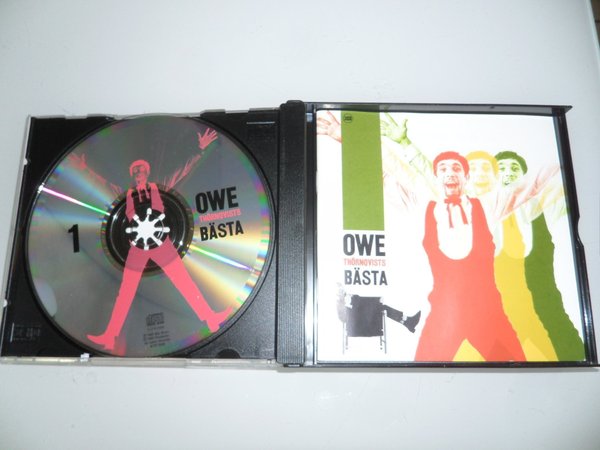 1
OWE
THÖRNQVISTS
BÄSTA
OWE
THÖRNQVISTS
BÄSTA